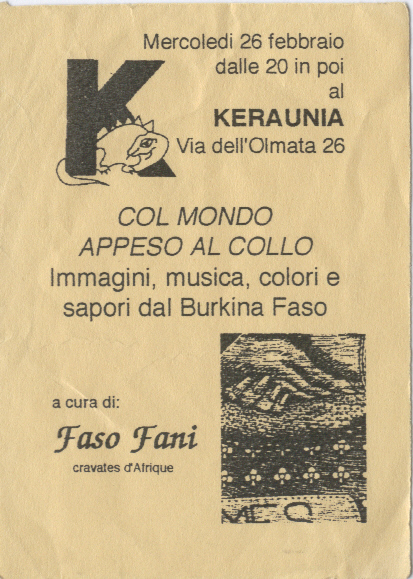 Mercoledi 26 febbraio
dalle 20 in poi
al
K
KERAUNIA
Via dell'Olmata 26
COL MONDO
APPESO AL COLLO
Immagini, musica, colori e
sapori dal Burkina Faso
a cura di:
Faso Fani
cravates d'Afrique